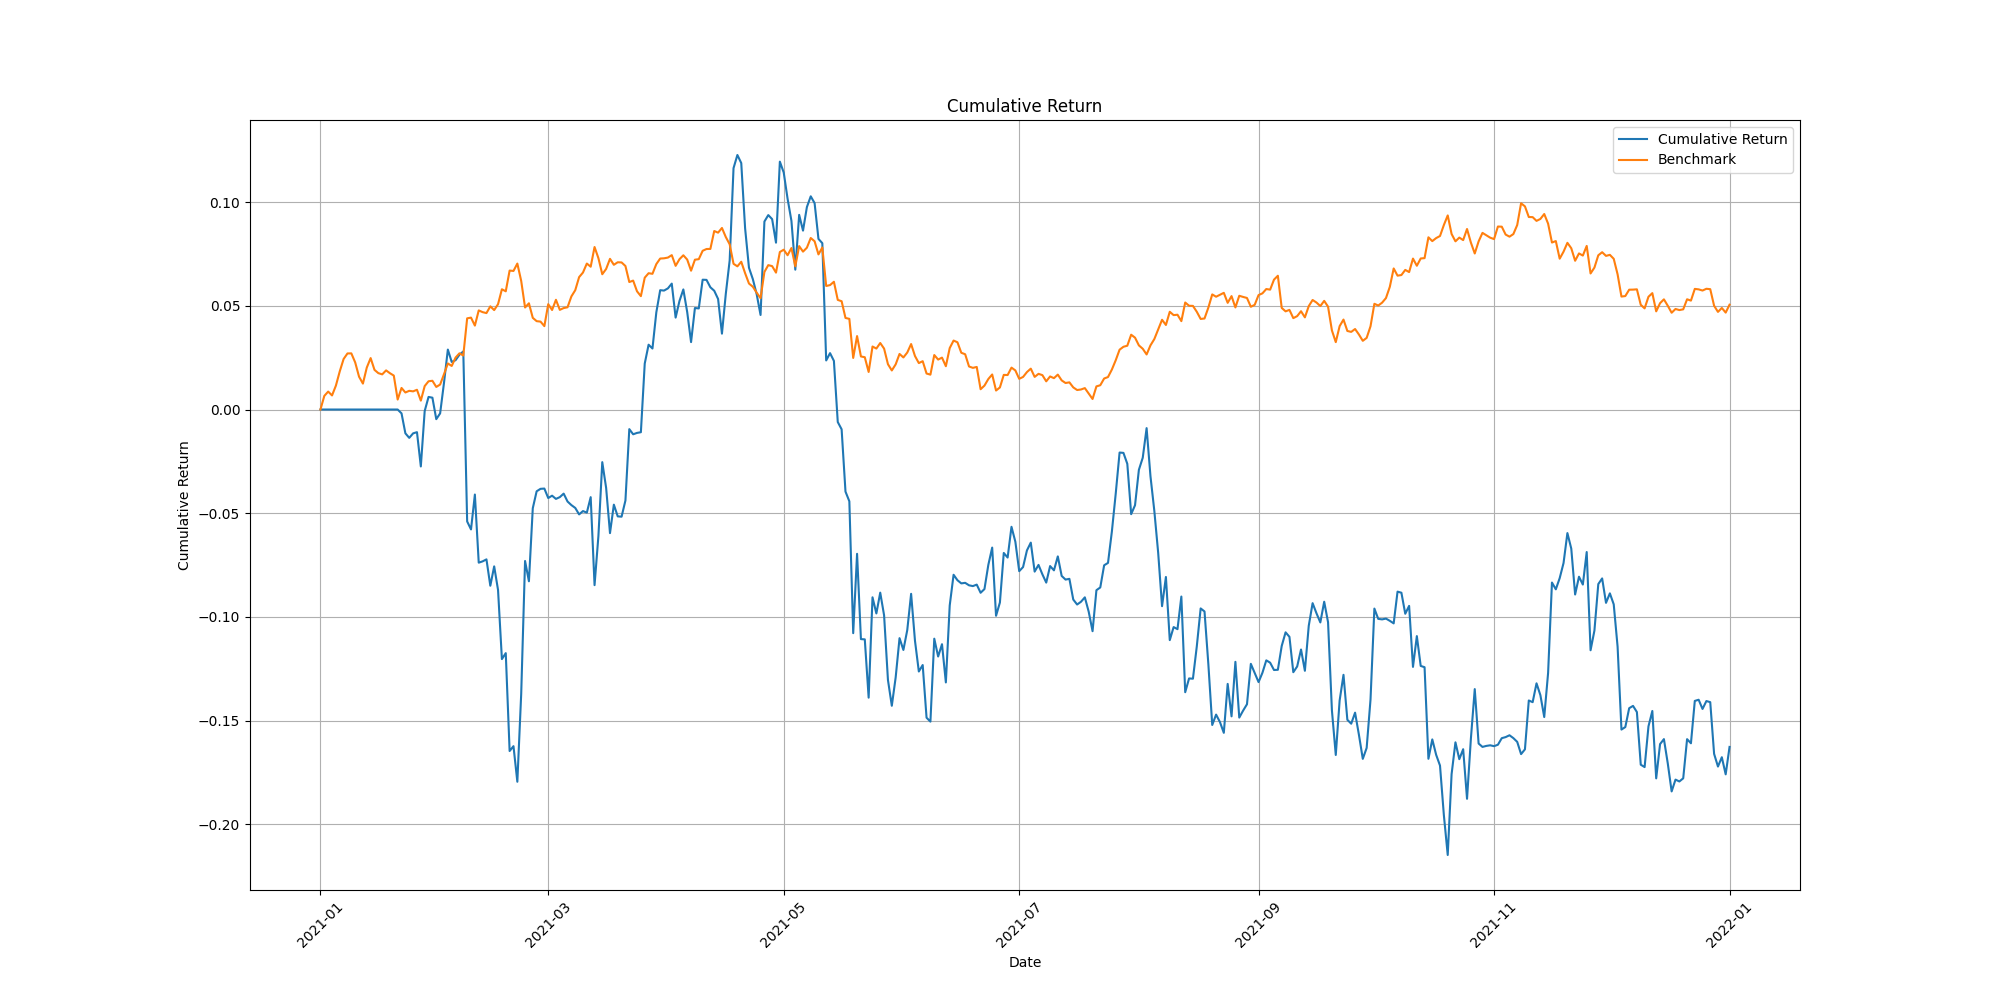 Cumulative Return
Cumulative Return
Benchmark
0.10
0.05
0.00
−0.05
−0.10
−0.15
−0.20
Cumulative Return
2021-01
2021-03
2021-05
2021-07
2021-09
2021-11
2022-01
Date